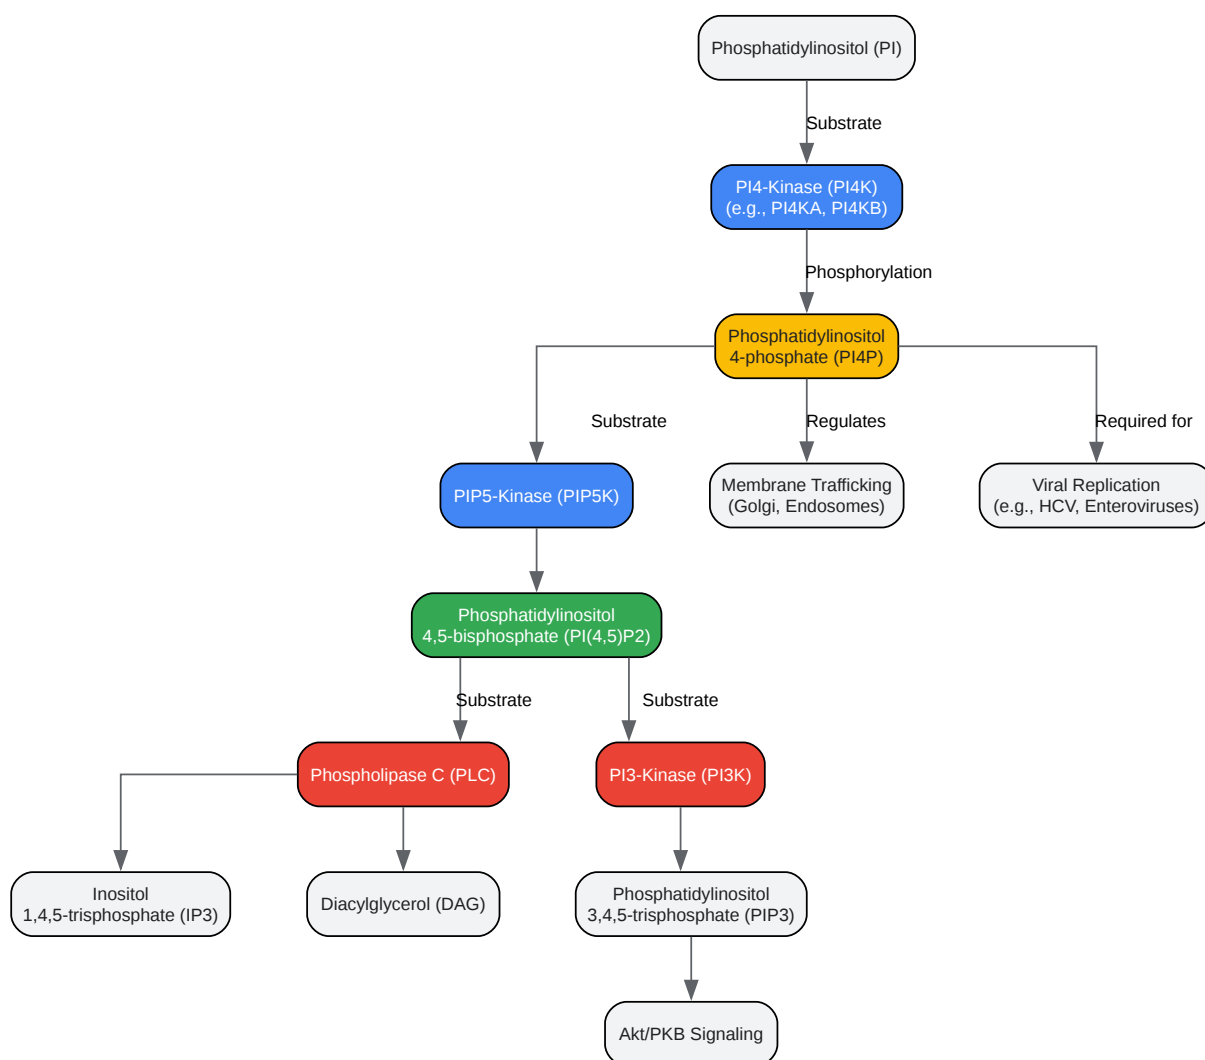 Phosphatidylinositol (PI)
Substrate
PI4-Kinase (PI4K)
(e.g., PI4KA, PI4KB)
Phosphorylation
Phosphatidylinositol
4-phosphate (PI4P)
Substrate
Regulates
Required for
PIP5-Kinase (PIP5K)
Membrane Trafficking
(Golgi, Endosomes)
Viral Replication
(e.g., HCV, Enteroviruses)
Phosphatidylinositol
4,5-bisphosphate (PI(4,5)P2)
Substrate
Substrate
Phospholipase C (PLC)
PI3-Kinase (PI3K)
Inositol
1,4,5-trisphosphate (IP3)
Diacylglycerol (DAG)
Phosphatidylinositol
3,4,5-trisphosphate (PIP3)
Akt/PKB Signaling